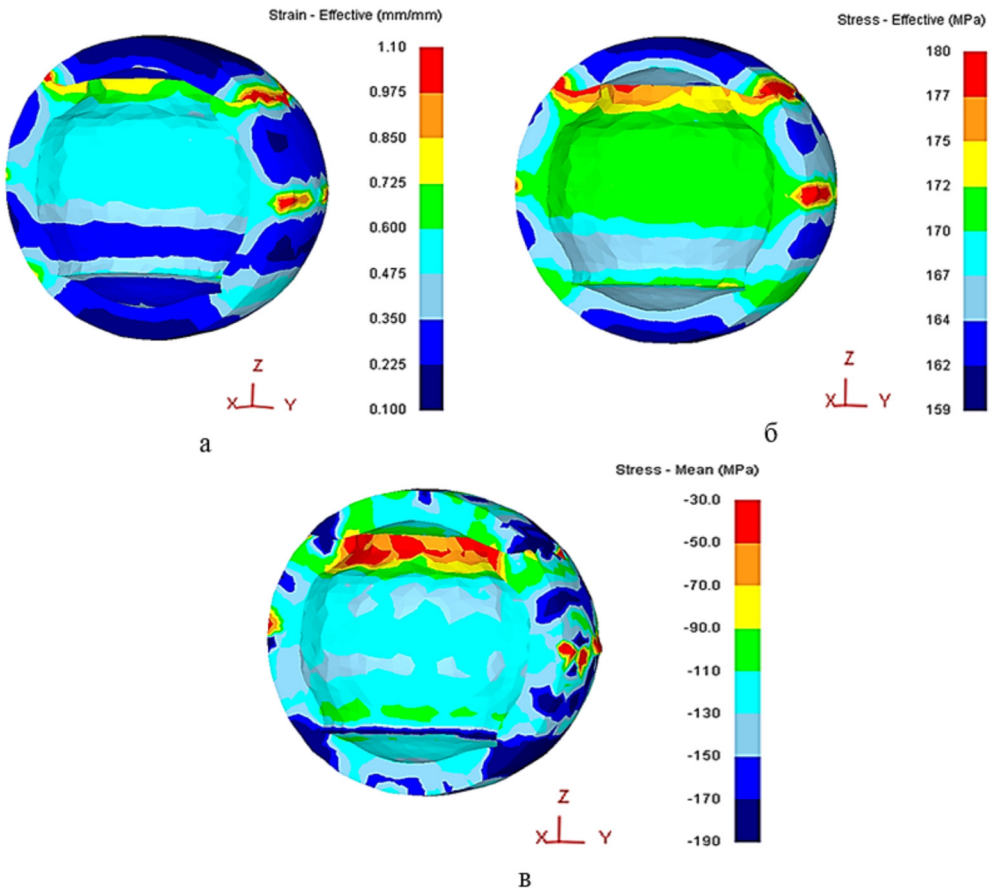 Strain - Effective (mm/mm)
1.10
0.975
0.850
0.725
0.600
0.475
0.350
0.225
0.100
Z
X
Y
а
Stress - Effective (MPa)
180
177
175
172
170
167
164
162
159
Z
X
Y
б
Stress - Mean (MPa)
-30.0
-50.0
-70.0
-90.0
-110
-130
-150
-170
-190
Z
X
Y
в